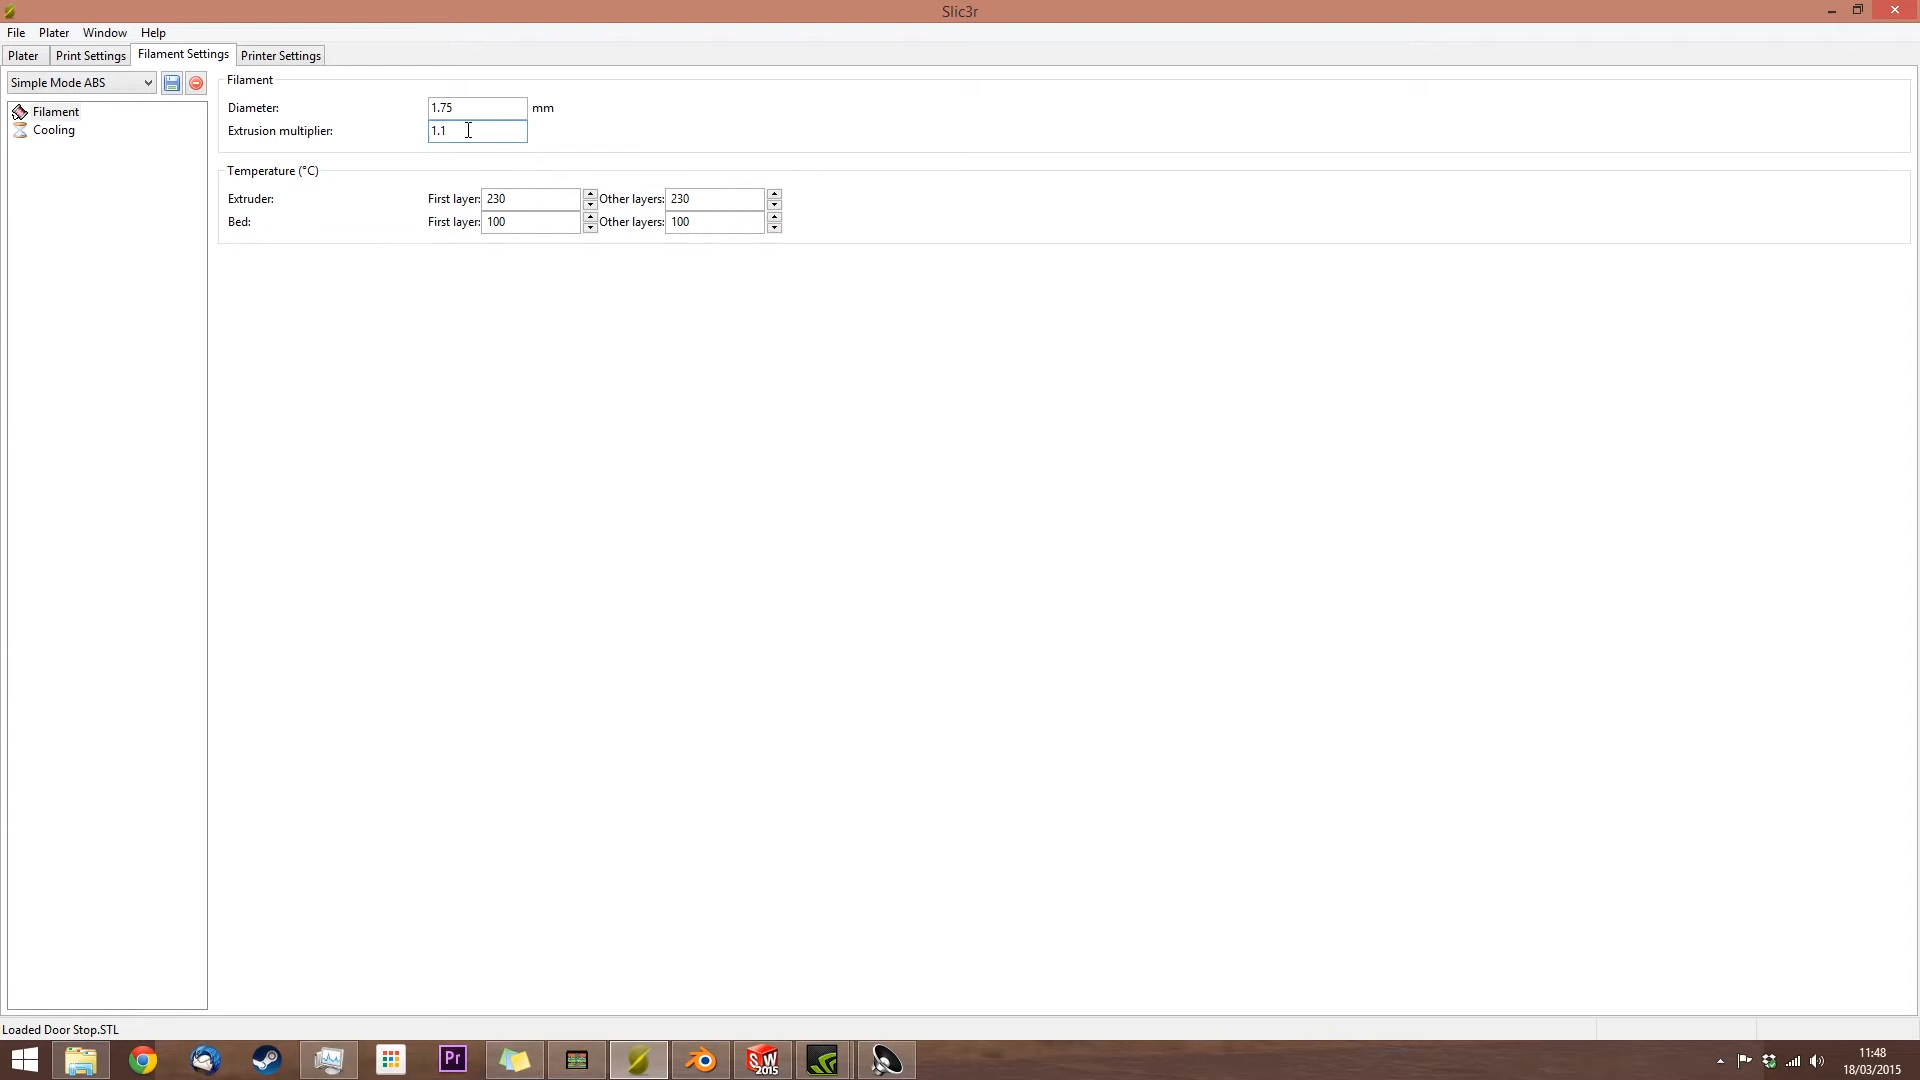 Slic3r
File Plater Window Help
Plater Print Settings Filament Settings Printer Settings
Simple Mode ABS
Filament
Cooling
Filament
Diameter: 1.75 mm
Extrusion multiplier: 1.1
Temperature (°C)
Extruder: First layer: 230 Other layers: 230
Bed: First layer: 100 Other layers: 100
Loaded Door Stop.STL
Pr
SW
2015
11:48
18/03/2015